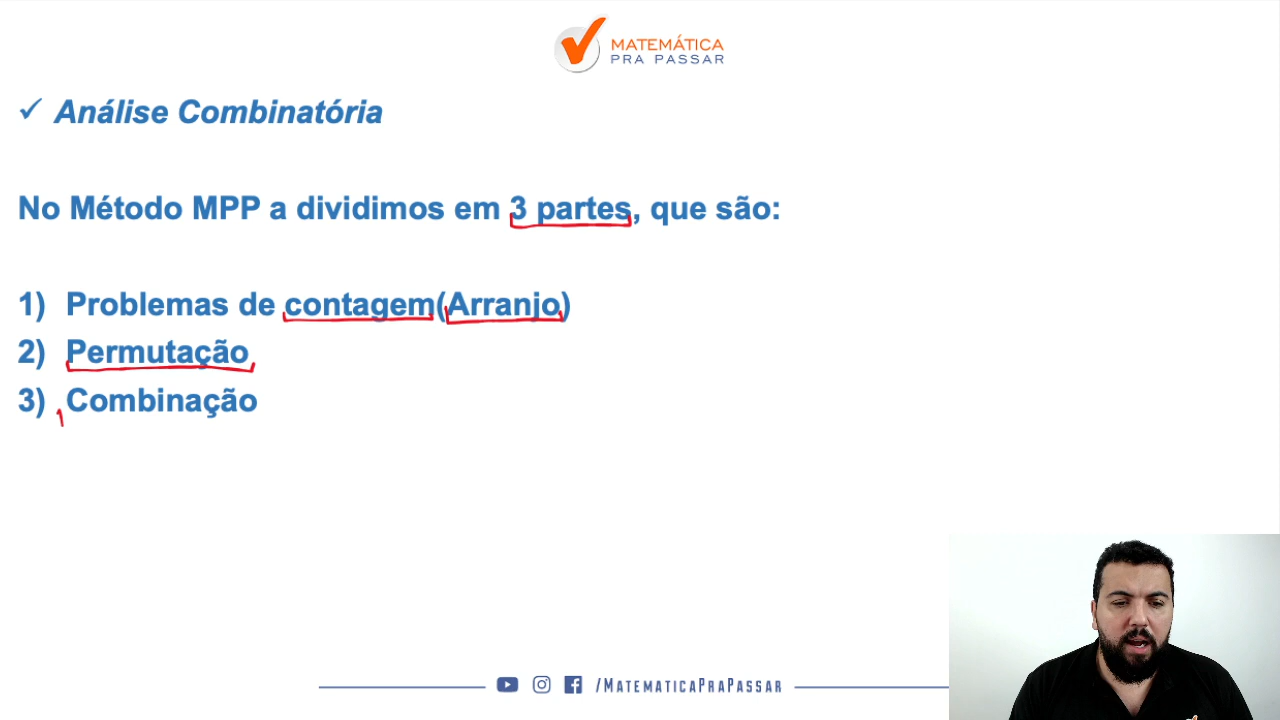 MATEMÁTICA
PRA PASSAR
Análise Combinatória
No Método MPP a dividimos em 3 partes, que são:
1) Problemas de contagem(Arranjo)
2) Permutação
3) Combinação
/MATEMATICAPRAPASSAR